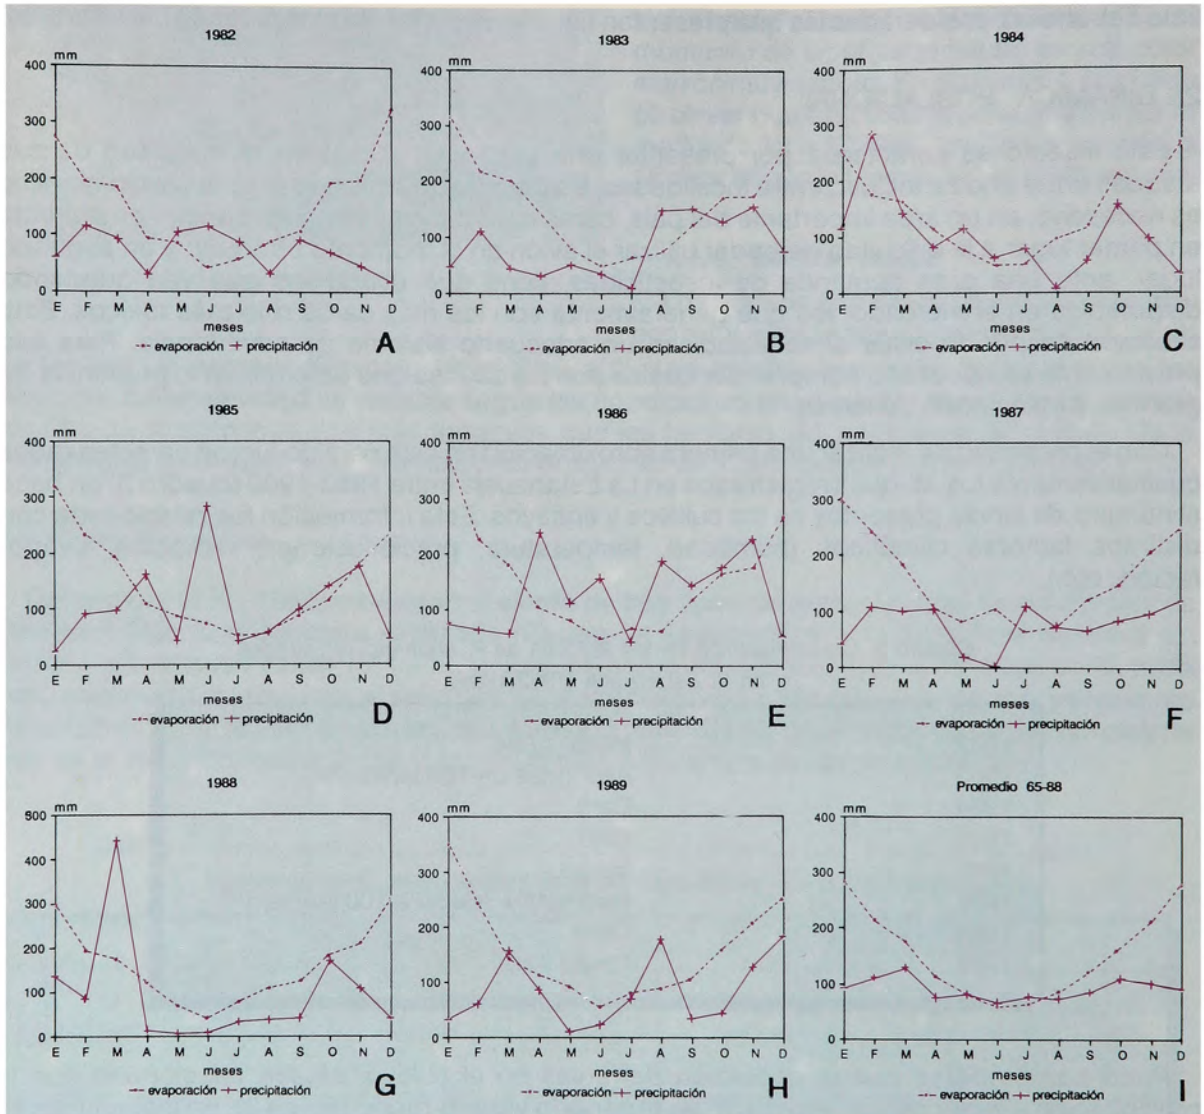 1982
mm
400
300
200
100
0
E F M A M J J A S O N D
meses
evaporación precipitación
A
1983
mm
400
300
200
100
0
E F M A M J J A S O N D
meses
evaporación precipitación
B
1984
mm
400
300
200
100
0
E F M A M J J A S O N D
meses
evaporación precipitación
C
1985
mm
400
300
200
100
0
E F M A M J J A S O N D
meses
evaporación precipitación
D
1986
mm
400
300
200
100
0
E F M A M J J A S O N D
meses
evaporación precipitación
E
1987
mm
400
300
200
100
0
E F M A M J J A S O N D
meses
evaporación precipitación
F
1988
mm
500
400
300
200
100
0
E F M A M J J A S O N D
meses
evaporación precipitación
G
1989
mm
400
300
200
100
0
E F M A M J J A S O N D
meses
evaporación precipitación
H
Promedio 65-88
mm
400
300
200
100
0
E F M A M J J A S O N D
meses
evaporación precipitación
I